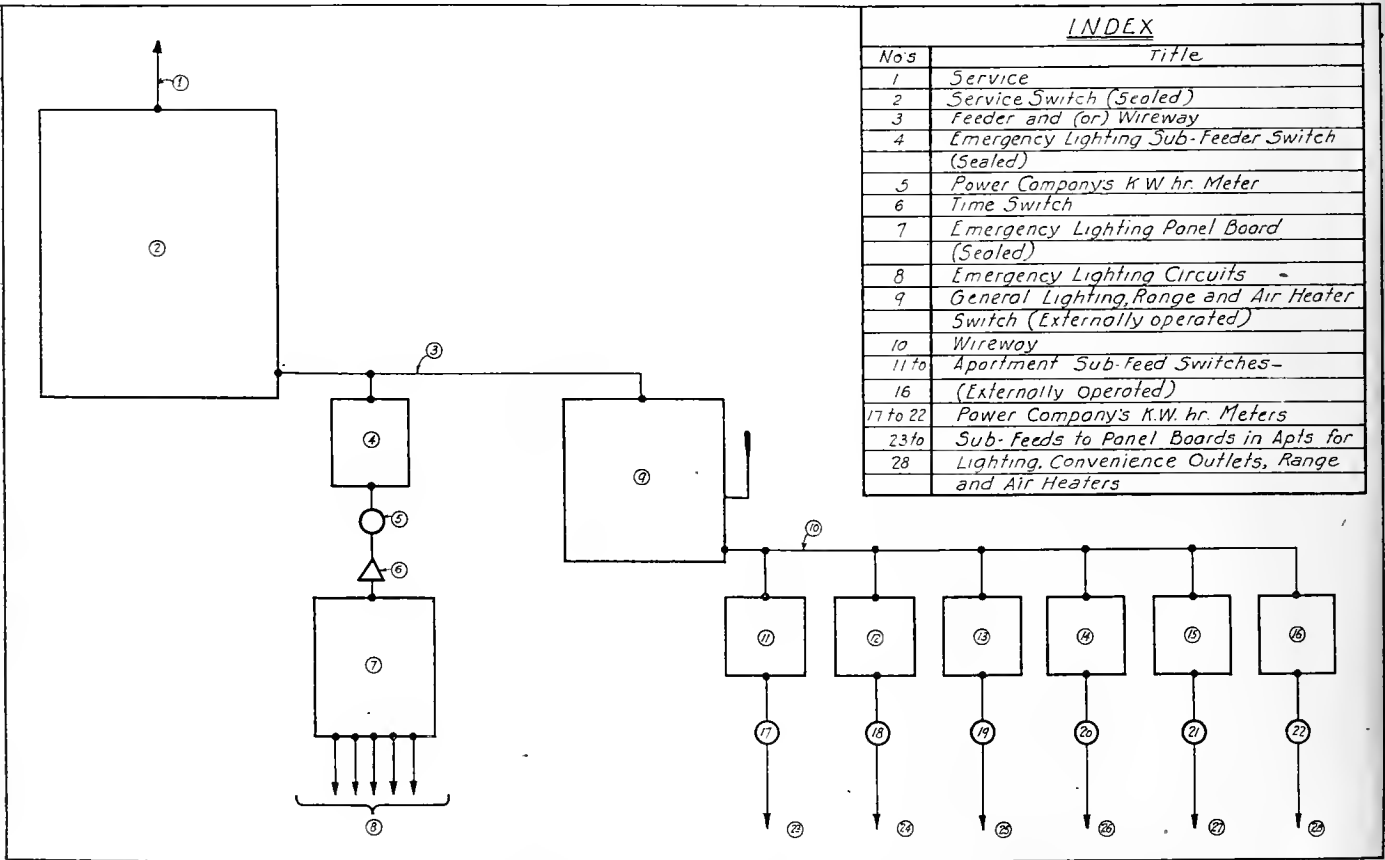 INDEX
No's Title
1 Service
2 Service Switch (Sealed)
3 Feeder and (or) Wireway
4 Emergency Lighting Sub-Feeder Switch
(Sealed)
5 Power Company's K W hr. Meter
6 Time Switch
7 Emergency Lighting Panel Board
(Sealed)
8 Emergency Lighting Circuits
9 General Lighting, Range and Air Heater
Switch (Externally operated)
10 Wireway
11 to Apartment Sub-Feed Switches-
16 (Externally Operated)
17 to 22 Power Company's K.W. hr. Meters
23 to Sub-Feeds to Panel Boards in Apts for
28 Lighting. Convenience Outlets, Range
and Air Heaters
1
2
3
4
5
6
7
8
9
10
11 12 13 14 15 16
17 18 19 20 21 22
23 24 25 26 27 28